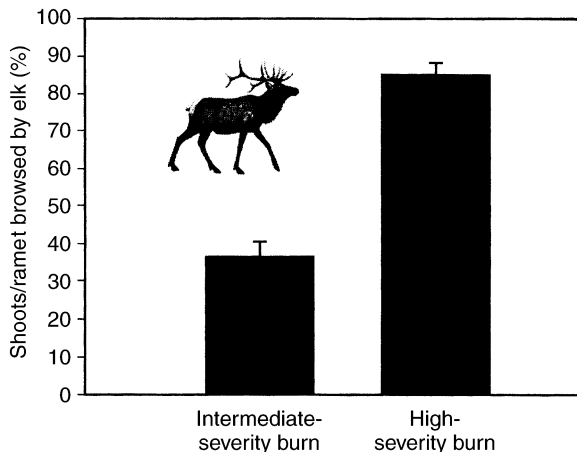 Shoots/ramet browsed by elk (%)
100
90
80
70
60
50
40
30
20
10
0
Intermediate-
severity burn
High-
severity burn